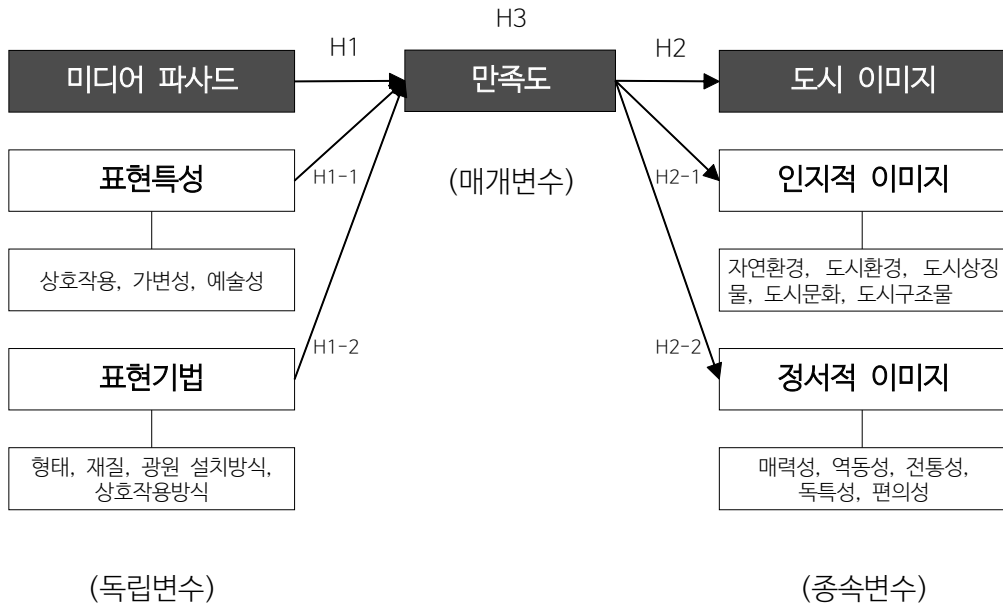 H3
H1
H2
미디어 파사드
만족도
도시 이미지
표현특성
H1-1
(매개변수)
H2-1
인지적 이미지
상호작용, 가변성, 예술성
자연환경, 도시환경, 도시상징
물, 도시문화, 도시구조물
H1-2
H2-2
표현기법
정서적 이미지
형태, 재질, 광원 설치방식,
상호작용방식
매력성, 역동성, 전통성,
독특성, 편의성
(독립변수)
(종속변수)